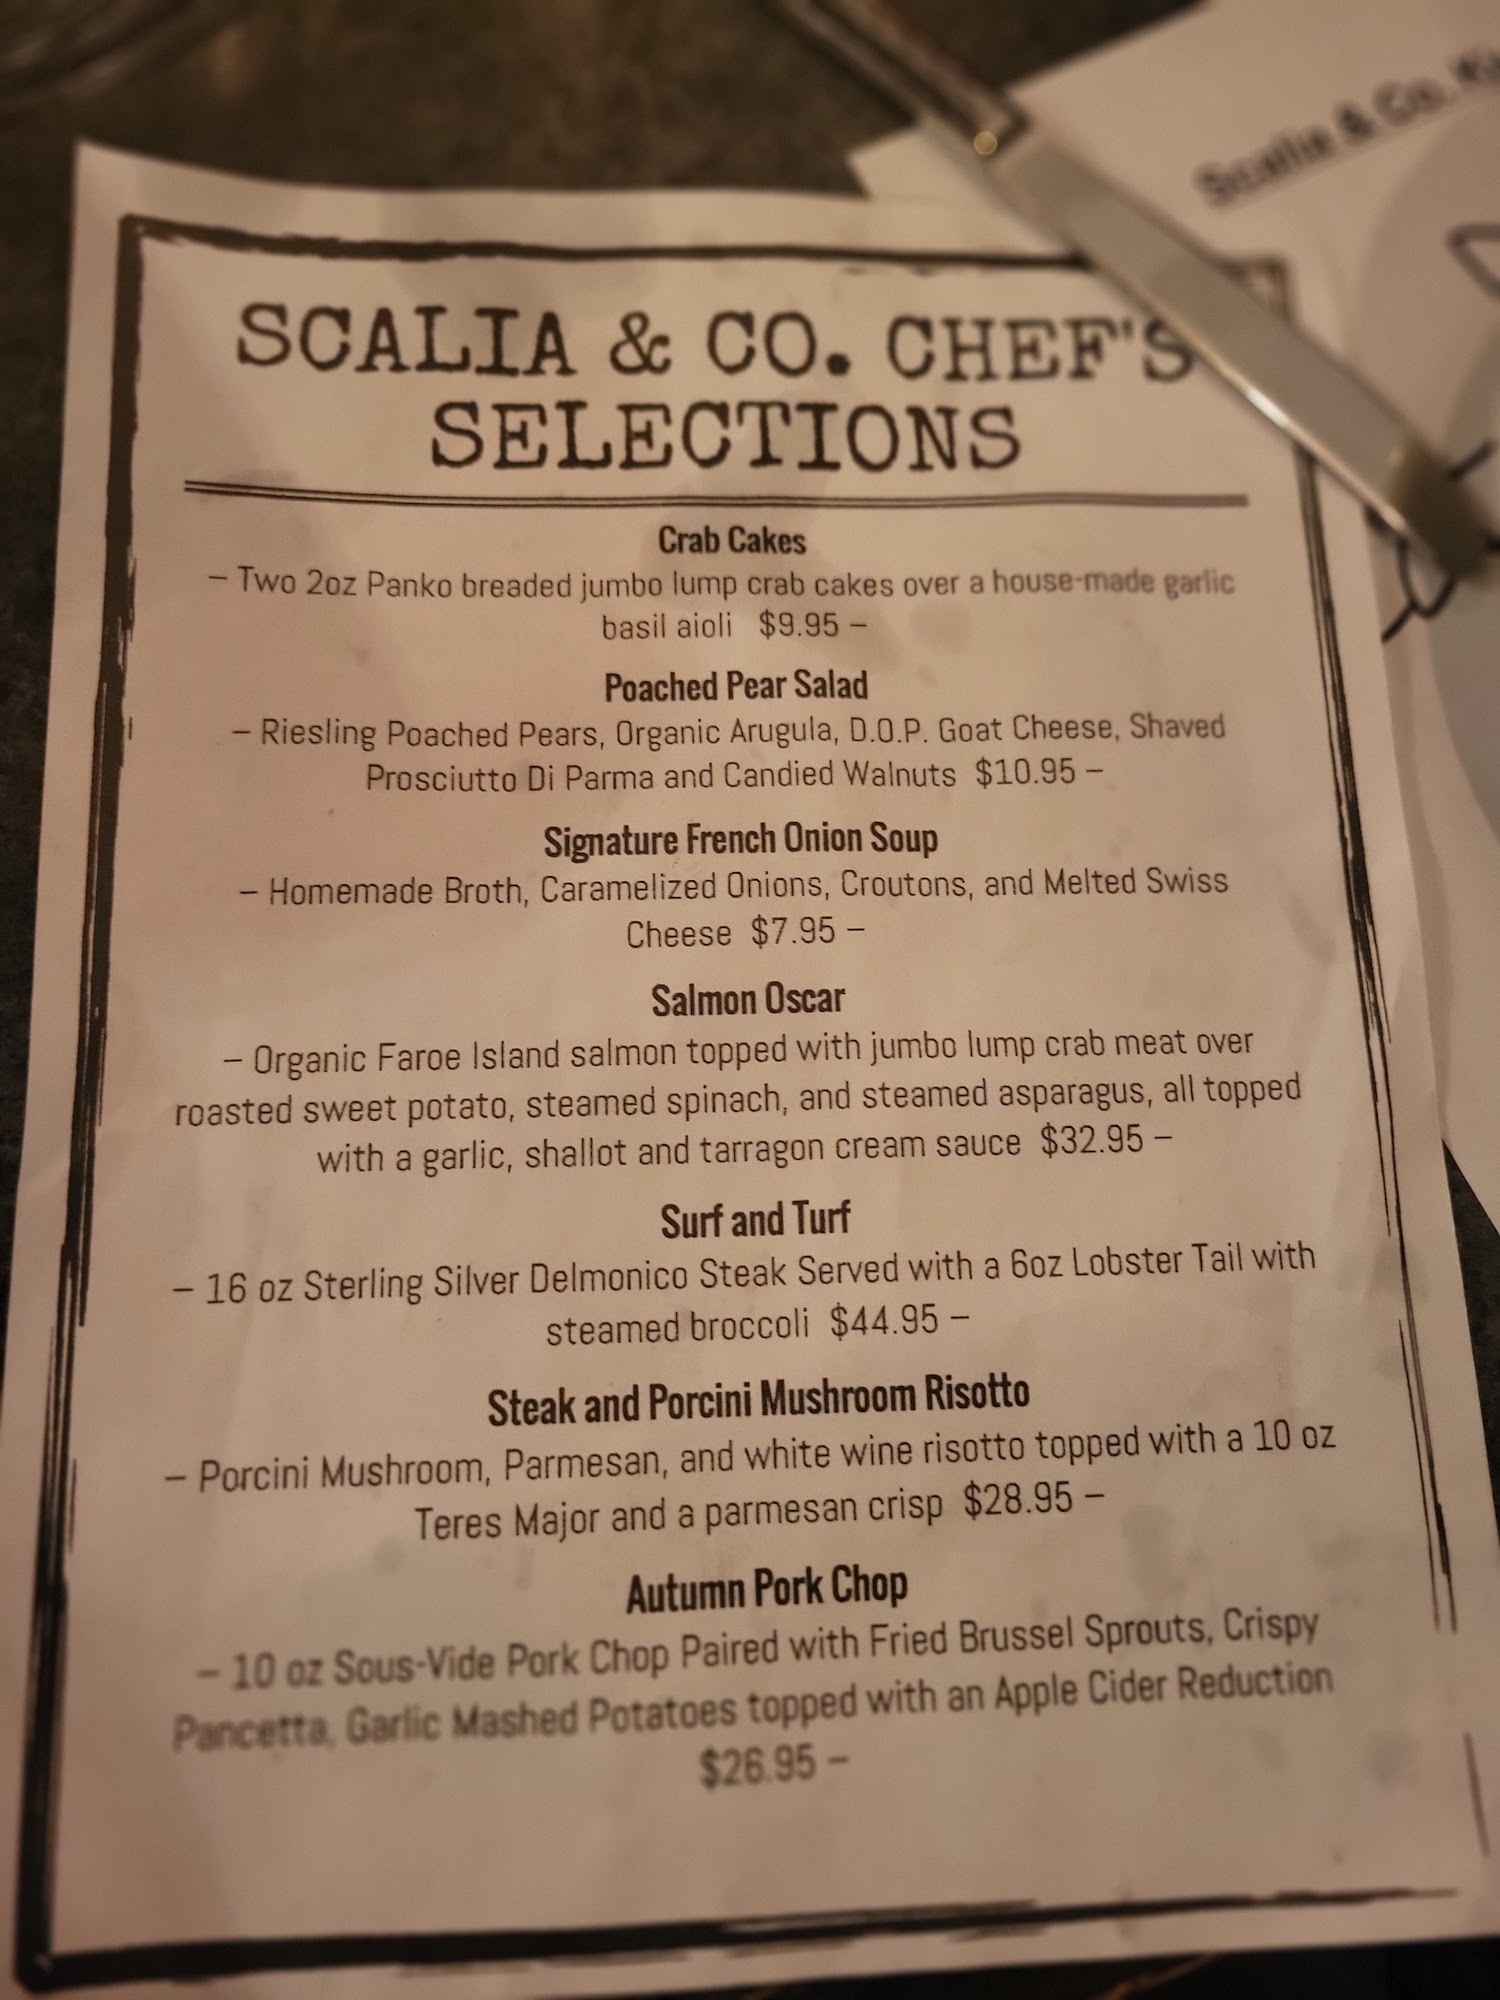 Scalia & Co.
SCALIA & CO. CHEF'S
SELECTIONS
Crab Cakes
– Two 2oz Panko breaded jumbo lump crab cakes over a house-made garlic
basil aioli $9.95 –
Poached Pear Salad
– Riesling Poached Pears, Organic Arugula, D.O.P. Goat Cheese, Shaved
Prosciutto Di Parma and Candied Walnuts $10.95 –
Signature French Onion Soup
– Homemade Broth, Caramelized Onions, Croutons, and Melted Swiss
Cheese $7.95 –
Salmon Oscar
– Organic Faroe Island salmon topped with jumbo lump crab meat over
roasted sweet potato, steamed spinach, and steamed asparagus, all topped
with a garlic, shallot and tarragon cream sauce $32.95 –
Surf and Turf
– 16 oz Sterling Silver Delmonico Steak Served with a 6oz Lobster Tail with
steamed broccoli $44.95 –
Steak and Porcini Mushroom Risotto
– Porcini Mushroom, Parmesan, and white wine risotto topped with a 10 oz
Teres Major and a parmesan crisp $28.95 –
Autumn Pork Chop
– 10 oz Sous-Vide Pork Chop Paired with Fried Brussel Sprouts, Crispy
Pancetta, Garlic Mashed Potatoes topped with an Apple Cider Reduction
$26.95 –